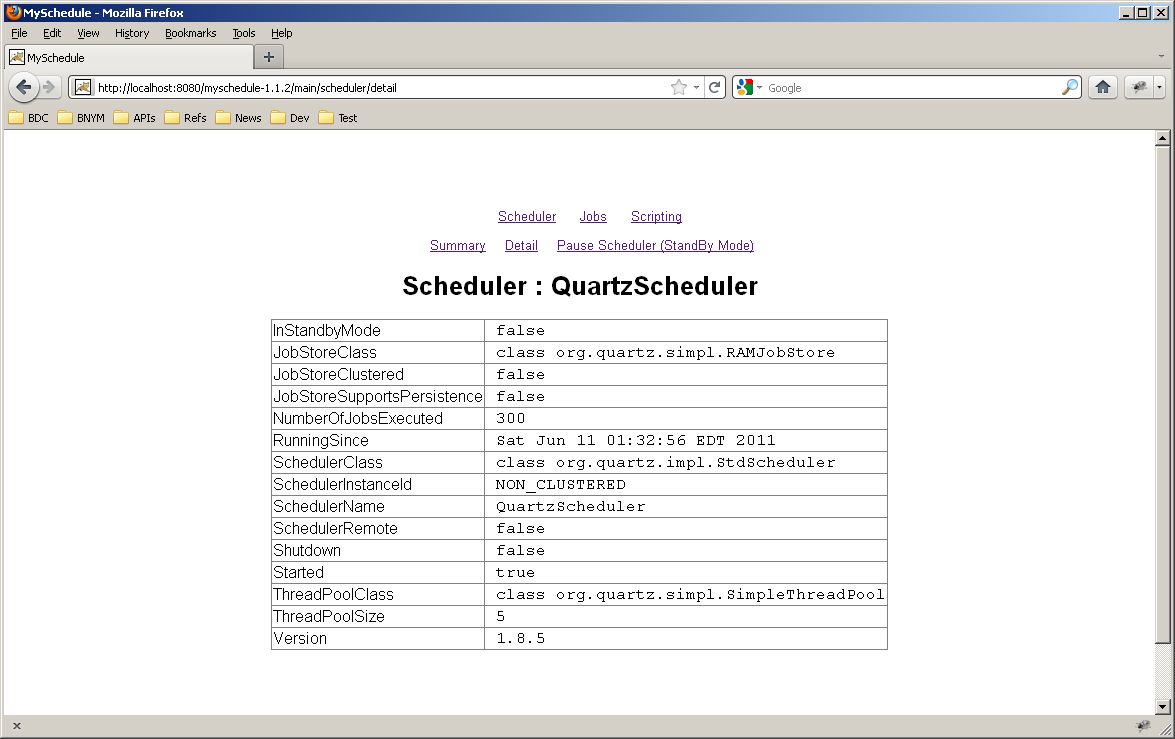 MySchedule - Mozilla Firefox
File Edit View History Bookmarks Tools Help
MySchedule
http://localhost:8080/myschedule-1.1.2/main/scheduler/detail
Google
BDC BNYM APIs Refs News Dev Test
Scheduler Jobs Scripting
Summary Detail Pause Scheduler (StandBy Mode)
Scheduler : QuartzScheduler
InStandbyMode false
JobStoreClass class org.quartz.simpl.RAMJobStore
JobStoreClustered false
JobStoreSupportsPersistence false
NumberOfJobsExecuted 300
RunningSince Sat Jun 11 01:32:56 EDT 2011
SchedulerClass class org.quartz.impl.StdScheduler
SchedulerInstanceId NON_CLUSTERED
SchedulerName QuartzScheduler
SchedulerRemote false
Shutdown false
Started true
ThreadPoolClass class org.quartz.simpl.SimpleThreadPool
ThreadPoolSize 5
Version 1.8.5